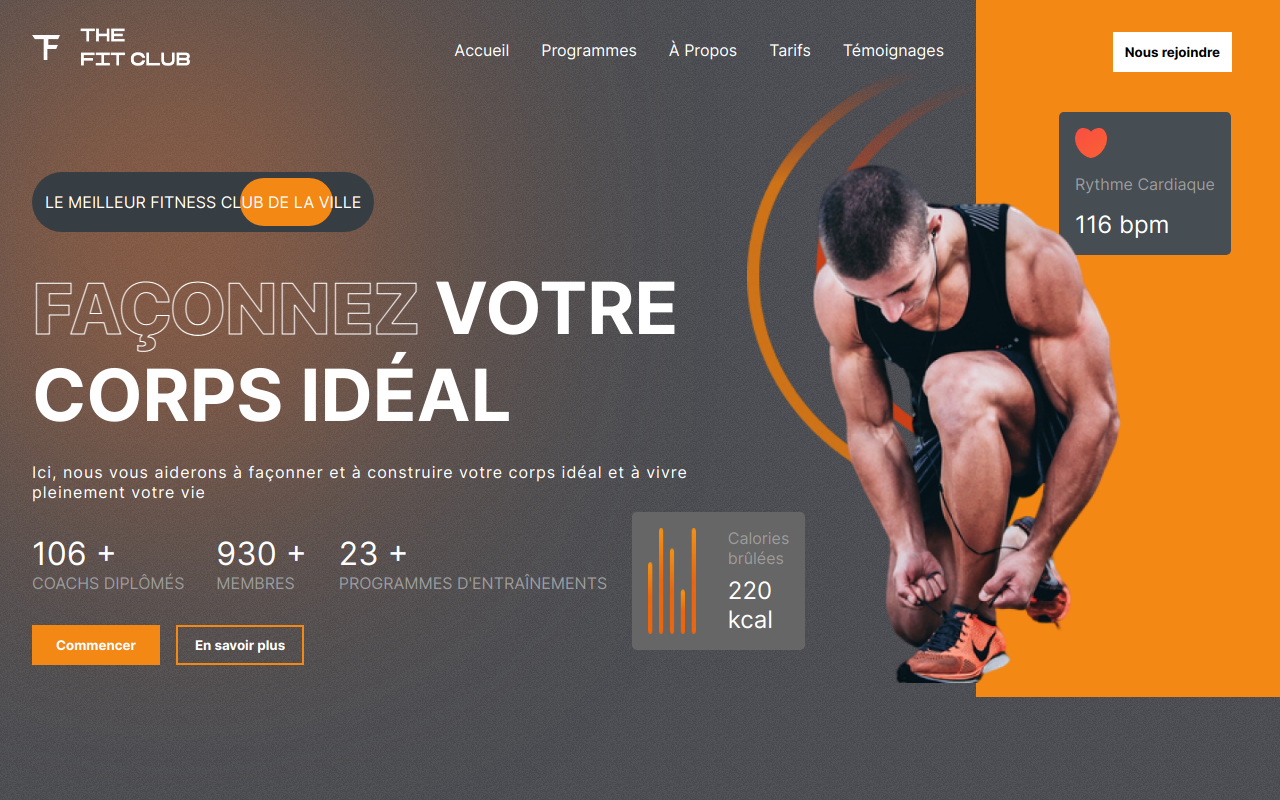 THE
FIT CLUB
Accueil
Programmes
À Propos
Tarifs
Témoignages
Nous rejoindre
Rythme Cardiaque
116 bpm
LE MEILLEUR FITNESS CLUB DE LA VILLE
FAÇONNEZ VOTRE
CORPS IDÉAL
Ici, nous vous aiderons à façonner et à construire votre corps idéal et à vivre
pleinement votre vie
106 +
COACHS DIPLÔMÉS
930 +
MEMBRES
23 +
PROGRAMMES D'ENTRAÎNEMENTS
Calories
brûlées
220
kcal
Commencer
En savoir plus